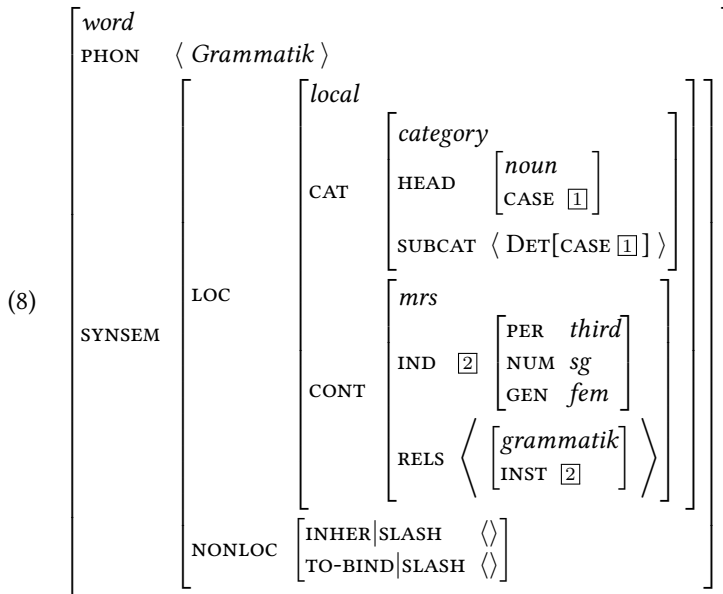 word
PHON ⟨ Grammatik ⟩
local
category
HEAD noun
CASE 1
CAT
SUBCAT ⟨ DET[CASE 1] ⟩
(8)
LOC
mrs
SYNSEM
PER third
IND 2 NUM sg
GEN fem
CONT
grammatik
RELS ⟨ ⟩
INST 2
INHER|SLASH ⟨⟩
NONLOC
TO-BIND|SLASH ⟨⟩